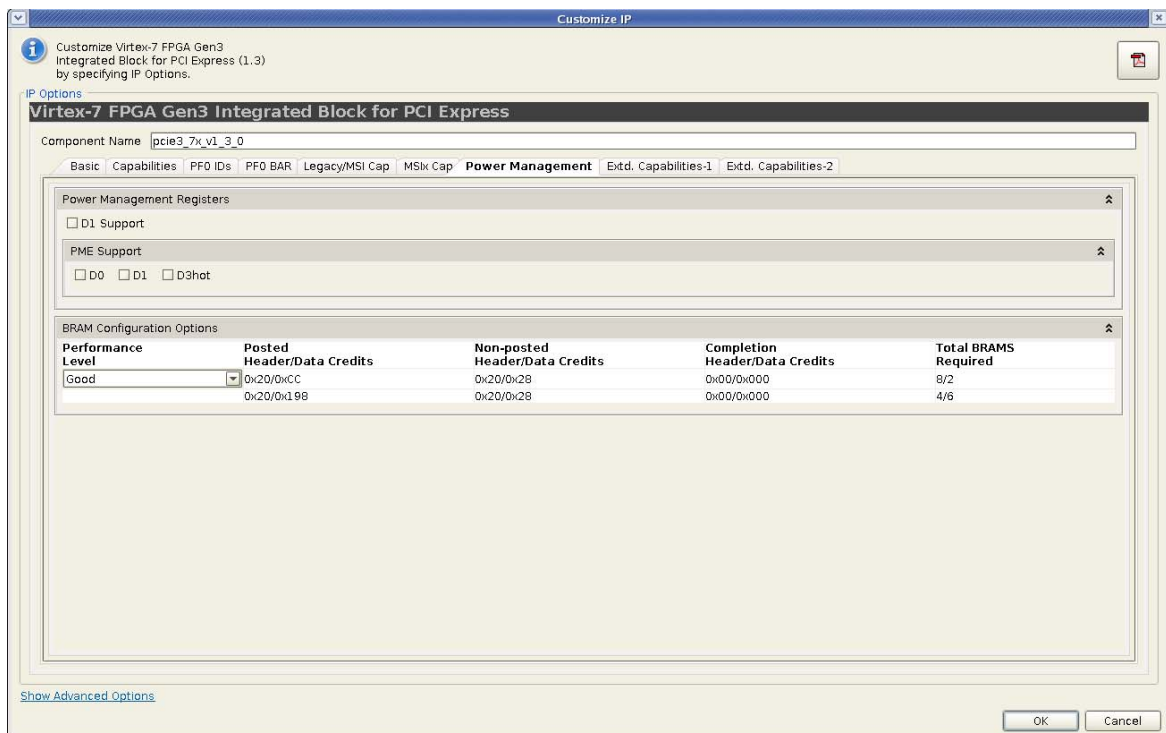 Customize IP
Customize Virtex-7 FPGA Gen3
Integrated Block for PCI Express (1.3)
by specifying IP Options.
IP Options
Virtex-7 FPGA Gen3 Integrated Block for PCI Express
Component Name pcie3_7x_v1_3_0
Basic Capabilities PF0 IDs PF0 BAR Legacy/MSI Cap MSIx Cap Power Management Extd. Capabilities-1 Extd. Capabilities-2
Power Management Registers
D1 Support
PME Support
D0 D1 D3hot
BRAM Configuration Options
Performance Level Posted Header/Data Credits Non-posted Header/Data Credits Completion Header/Data Credits Total BRAMS Required
Good 0x20/0xCC 0x20/0x28 0x00/0x000 8/2
0x20/0x198 0x20/0x28 0x00/0x000 4/6
Show Advanced Options
OK Cancel